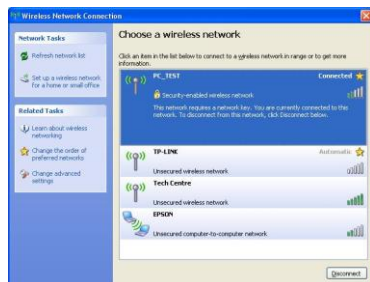 Wireless Network Connection
Network Tasks
Refresh network list
Set up a wireless network
for a home or small office
Related Tasks
Learn about wireless
networking
Change the order of
preferred networks
Change advanced
settings
Choose a wireless network
Click an item in the list below to connect to a wireless network in range or to get more
information.
PC_TEST
Connected
Security-enabled wireless network
This network requires a network key. You are currently connected to this
network. To disconnect from this network, click Disconnect below.
TP-LINK
Automatic
Unsecured wireless network
Tech Centre
Unsecured wireless network
EPSON
Unsecured computer-to-computer network
Disconnect